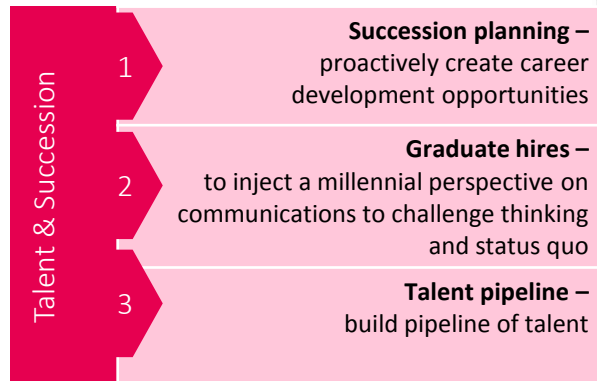 Talent & Succession
1
Succession planning –
proactively create career
development opportunities
2
Graduate hires –
to inject a millennial perspective on
communications to challenge thinking
and status quo
3
Talent pipeline –
build pipeline of talent